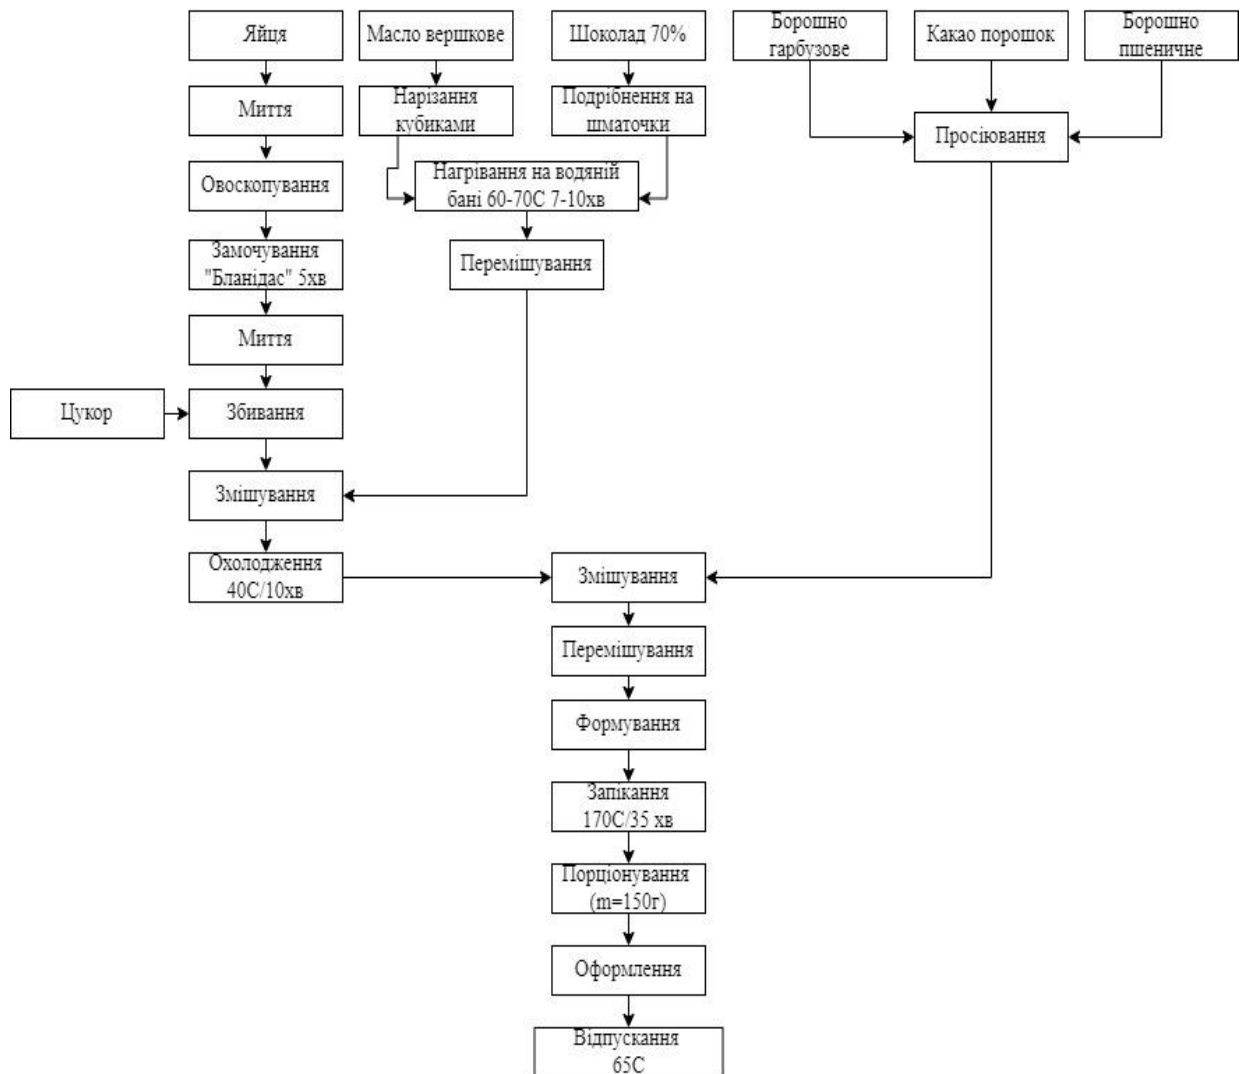 Яйця
Масло вершкове
Шоколад 70%
Борошно
гарбузове
Какао порошок
Борошно
пшеничне
Миття
Нарізання
кубиками
Подрібнення на
шматочки
Просіювання
Овоскопування
Нагрівання на водяній
бані 60-70С 7-10хв
Замочування
"Бланідас" 5хв
Перемішування
Миття
Цукор
Збивання
Змішування
Охолодження
40С/10хв
Змішування
Перемішування
Формування
Запікання
170С/35 хв
Порціонування
(m=150г)
Оформлення
Відпускання
65С